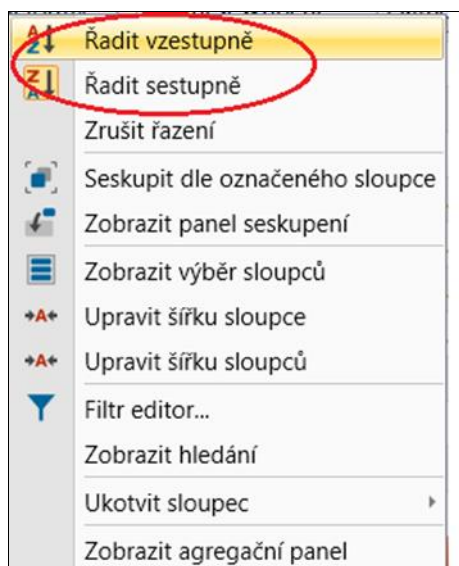 Řadit vzestupně
Řadit sestupně
Zrušit řazení
Seskupit dle označeného sloupce
Zobrazit panel seskupení
Zobrazit výběr sloupců
Upravit šířku sloupce
Upravit šířku sloupců
Filtr editor...
Zobrazit hledání
Ukotvit sloupec
Zobrazit agregační panel